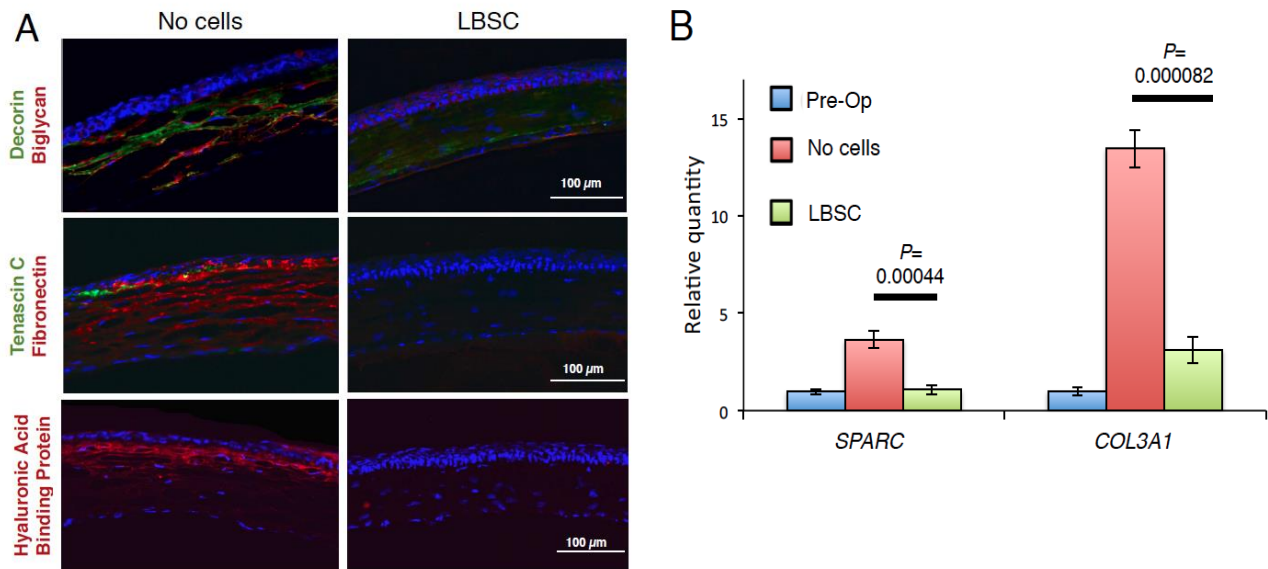 A
No cells
LBSC
Decorin
Biglycan
100 µm
Tenascin C
Fibronectin
100 µm
Hyaluronic Acid
Binding Protein
100 µm
B
Relative quantity
15
10
5
0
Pre-Op
No cells
LBSC
P=
0.00044
P=
0.000082
SPARC
COL3A1